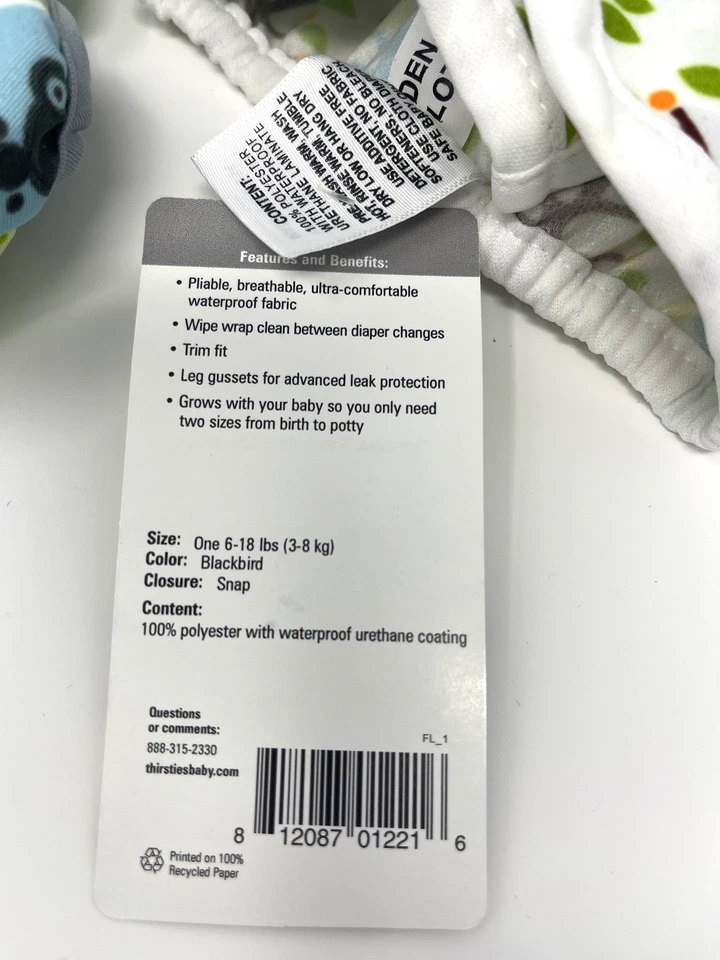 DEN
TO
CONTENT:
100% POLYESTER
WITH WATERPROOF
URETHANE LAMINATE
WASH
HOT, RINSE WARM, TUMBLE
DRY LOW OR HANG DRY
USE ADDITIVE FREE
DETERGENT. NO FABRIC
SOFTENERS. NO BLEACH
USE CLOTH
SAFE
Features and Benefits:
• Pliable, breathable, ultra-comfortable
waterproof fabric
• Wipe wrap clean between diaper changes
• Trim fit
• Leg gussets for advanced leak protection
• Grows with your baby so you only need
two sizes from birth to potty
Size: One 6-18 lbs (3-8 kg)
Color: Blackbird
Closure: Snap
Content:
100% polyester with waterproof urethane coating
Questions
or comments:
888-315-2330
thirstiesbaby.com
FL_1
8 12087 01221 6
Printed on 100%
Recycled Paper